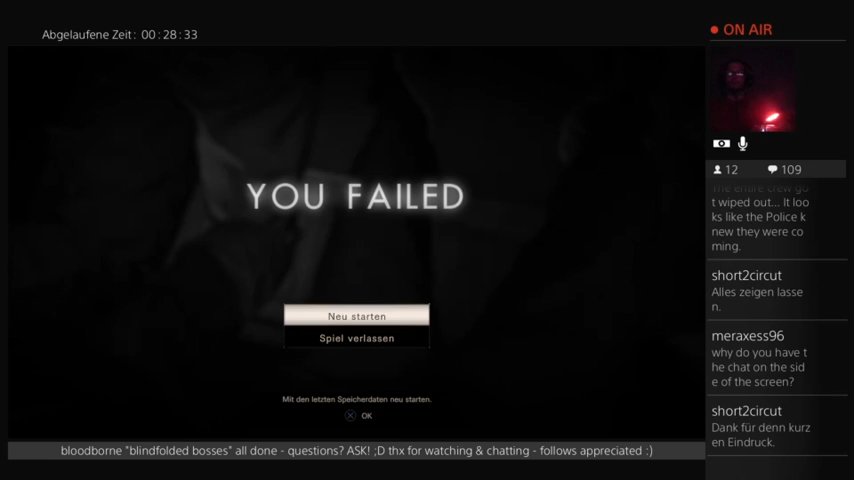 Abgelaufene Zeit: 00:28:33
ON AIR
12 109
The entire crew go
t wiped out... It loo
ks like the Police k
new they were co
ming.
short2circut
Alles zeigen lasse
n.
meraxess96
why do you have t
he chat on the sid
e of the screen?
short2circut
Dank für denn kurz
en Eindruck.
YOU FAILED
Neu starten
Spiel verlassen
Mit den letzten Speicherdaten neu starten.
OK
bloodborne "blindfolded bosses" all done - questions? ASK! ;D thx for watching & chatting - follows appreciated :)